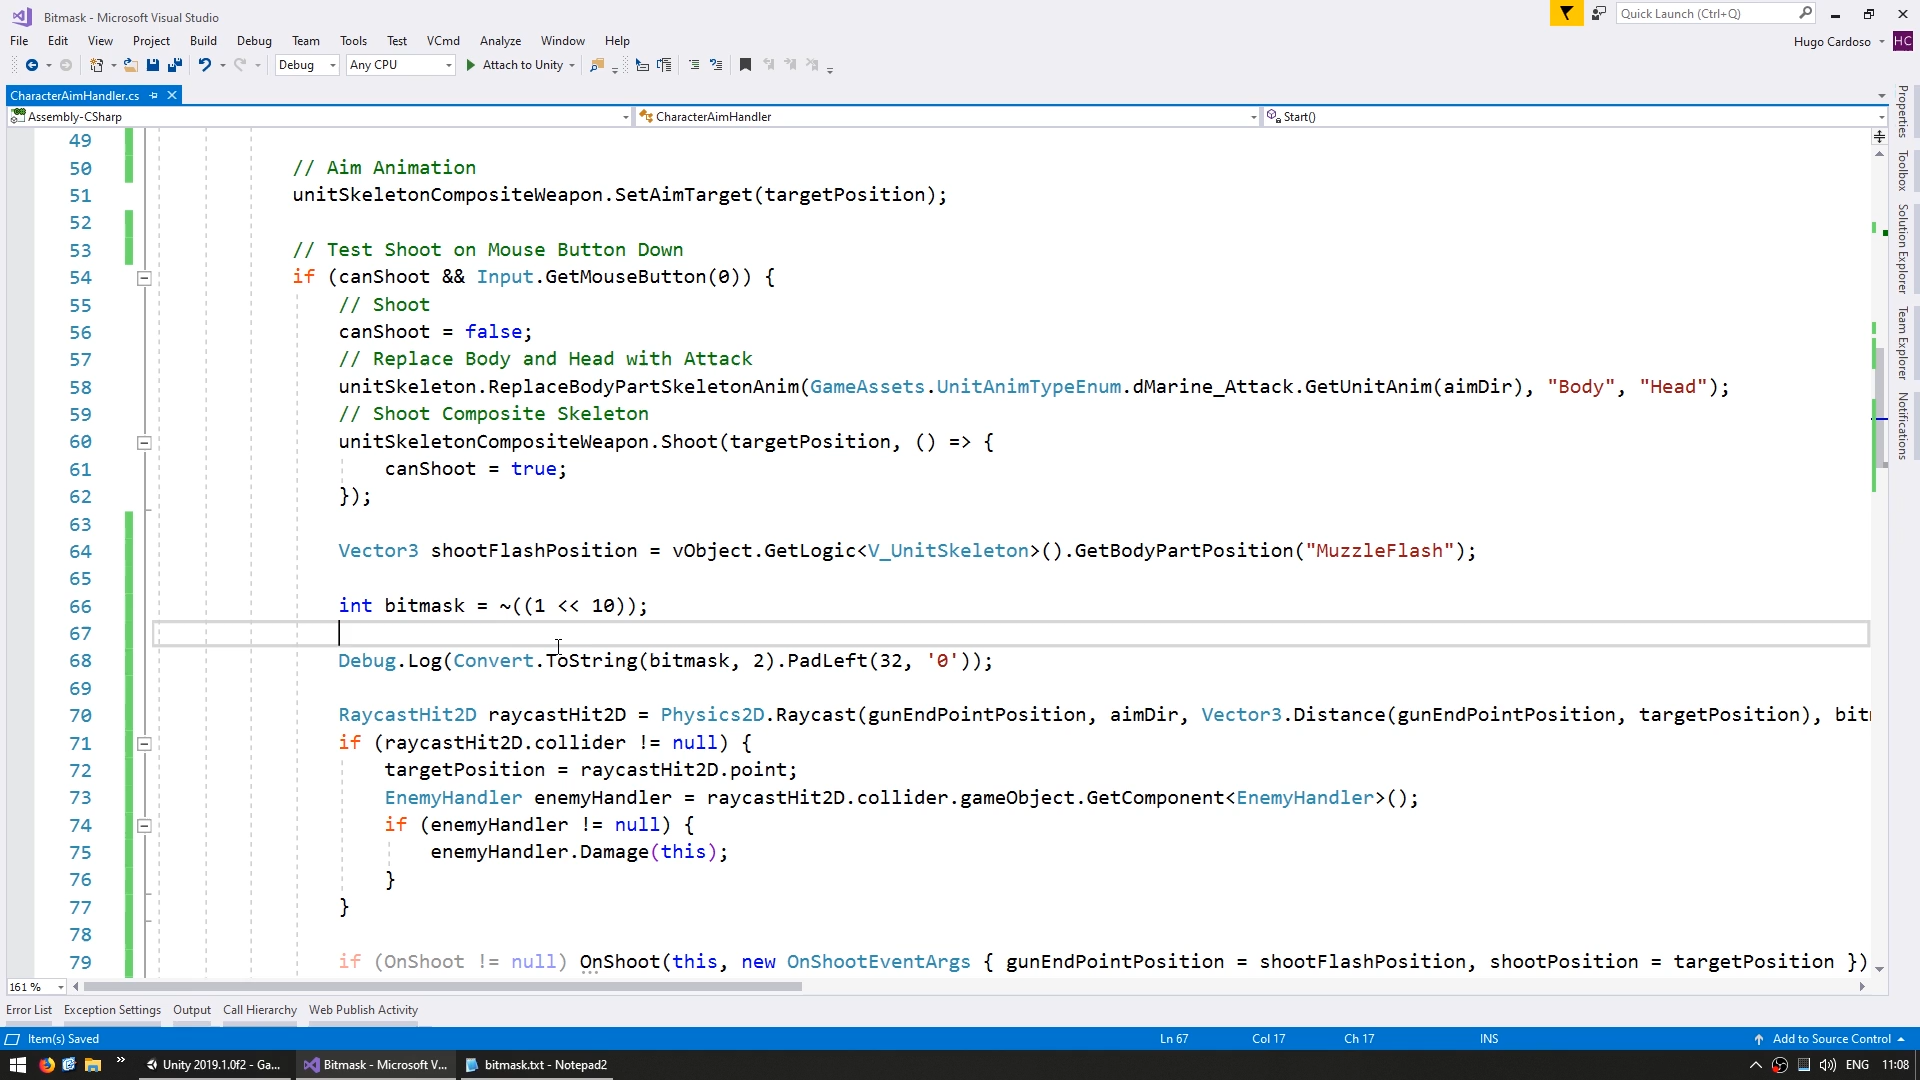 Bitmask - Microsoft Visual Studio
Quick Launch (Ctrl+Q)
File Edit View Project Build Debug Team Tools Test VCmd Analyze Window Help
Hugo Cardoso HC
Debug Any CPU Attach to Unity
CharacterAimHandler.cs
Assembly-CSharp CharacterAimHandler Start()
49
50 // Aim Animation
51 unitSkeletonCompositeWeapon.SetAimTarget(targetPosition);
52
53 // Test Shoot on Mouse Button Down
54 if (canShoot && Input.GetMouseButton(0)) {
55 // Shoot
56 canShoot = false;
57 // Replace Body and Head with Attack
58 unitSkeleton.ReplaceBodyPartSkeletonAnim(GameAssets.UnitAnimTypeEnum.dMarine_Attack.GetUnitAnim(aimDir), "Body", "Head");
59 // Shoot Composite Skeleton
60 unitSkeletonCompositeWeapon.Shoot(targetPosition, () => {
61 canShoot = true;
62 });
63
64 Vector3 shootFlashPosition = vObject.GetLogic<V_UnitSkeleton>().GetBodyPartPosition("MuzzleFlash");
65
66 int bitmask = ~((1 << 10));
67
68 Debug.Log(Convert.ToString(bitmask, 2).PadLeft(32, '0'));
69
70 RaycastHit2D raycastHit2D = Physics2D.Raycast(gunEndPointPosition, aimDir, Vector3.Distance(gunEndPointPosition, targetPosition), bit
71 if (raycastHit2D.collider != null) {
72 targetPosition = raycastHit2D.point;
73 EnemyHandler enemyHandler = raycastHit2D.collider.gameObject.GetComponent<EnemyHandler>();
74 if (enemyHandler != null) {
75 enemyHandler.Damage(this);
76 }
77 }
78
79 if (OnShoot != null) OnShoot(this, new OnShootEventArgs { gunEndPointPosition = shootFlashPosition, shootPosition = targetPosition })
Properties
Toolbox
Solution Explorer
Team Explorer
Notifications
161 %
Error List Exception Settings Output Call Hierarchy Web Publish Activity
Item(s) Saved Ln 67 Col 17 Ch 17 INS Add to Source Control
Unity 2019.1.0f2 - Ga... Bitmask - Microsoft V... bitmask.txt - Notepad2 ENG 11:08